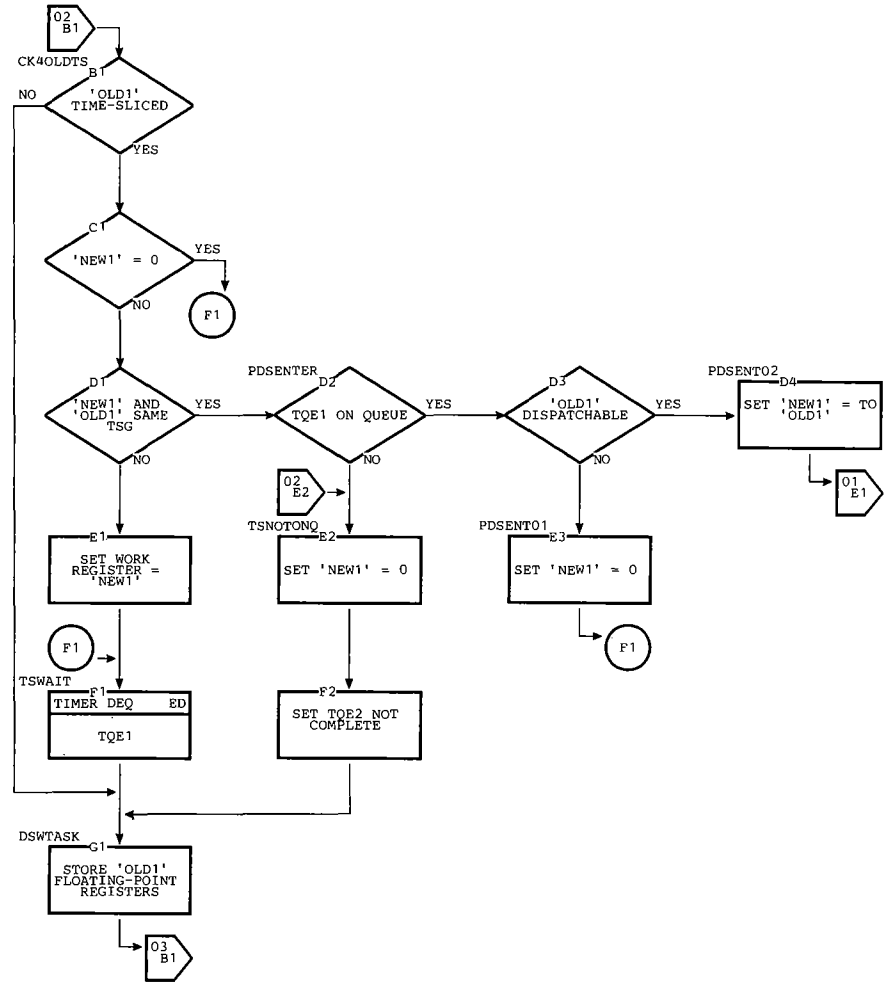 02
B1
CK4OLDTS
B1
NO
'OLD1'
TIME-SLICED
YES
C1
'NEW1' = 0
YES
F1
NO
D1
'NEW1' AND
'OLD1' SAME
TSG
YES
NO
PDSENTER
D2
TQE1 ON QUEUE
YES
NO
D3
'OLD1'
DISPATCHABLE
YES
NO
PDSENT02
D4
SET 'NEW1' = TO
'OLD1'
01
E1
02
E2
E1
SET WORK
REGISTER =
'NEW1'
TSNOTONQ
E2
SET 'NEW1' = 0
PDSENT01
E3
SET 'NEW1' = 0
F1
F1
TSWAIT
F1
TIMER DEQ ED
TQE1
F2
SET TQE2 NOT
COMPLETE
DSWTASK
G1
STORE 'OLD1'
FLOATING-POINT
REGISTERS
03
B1